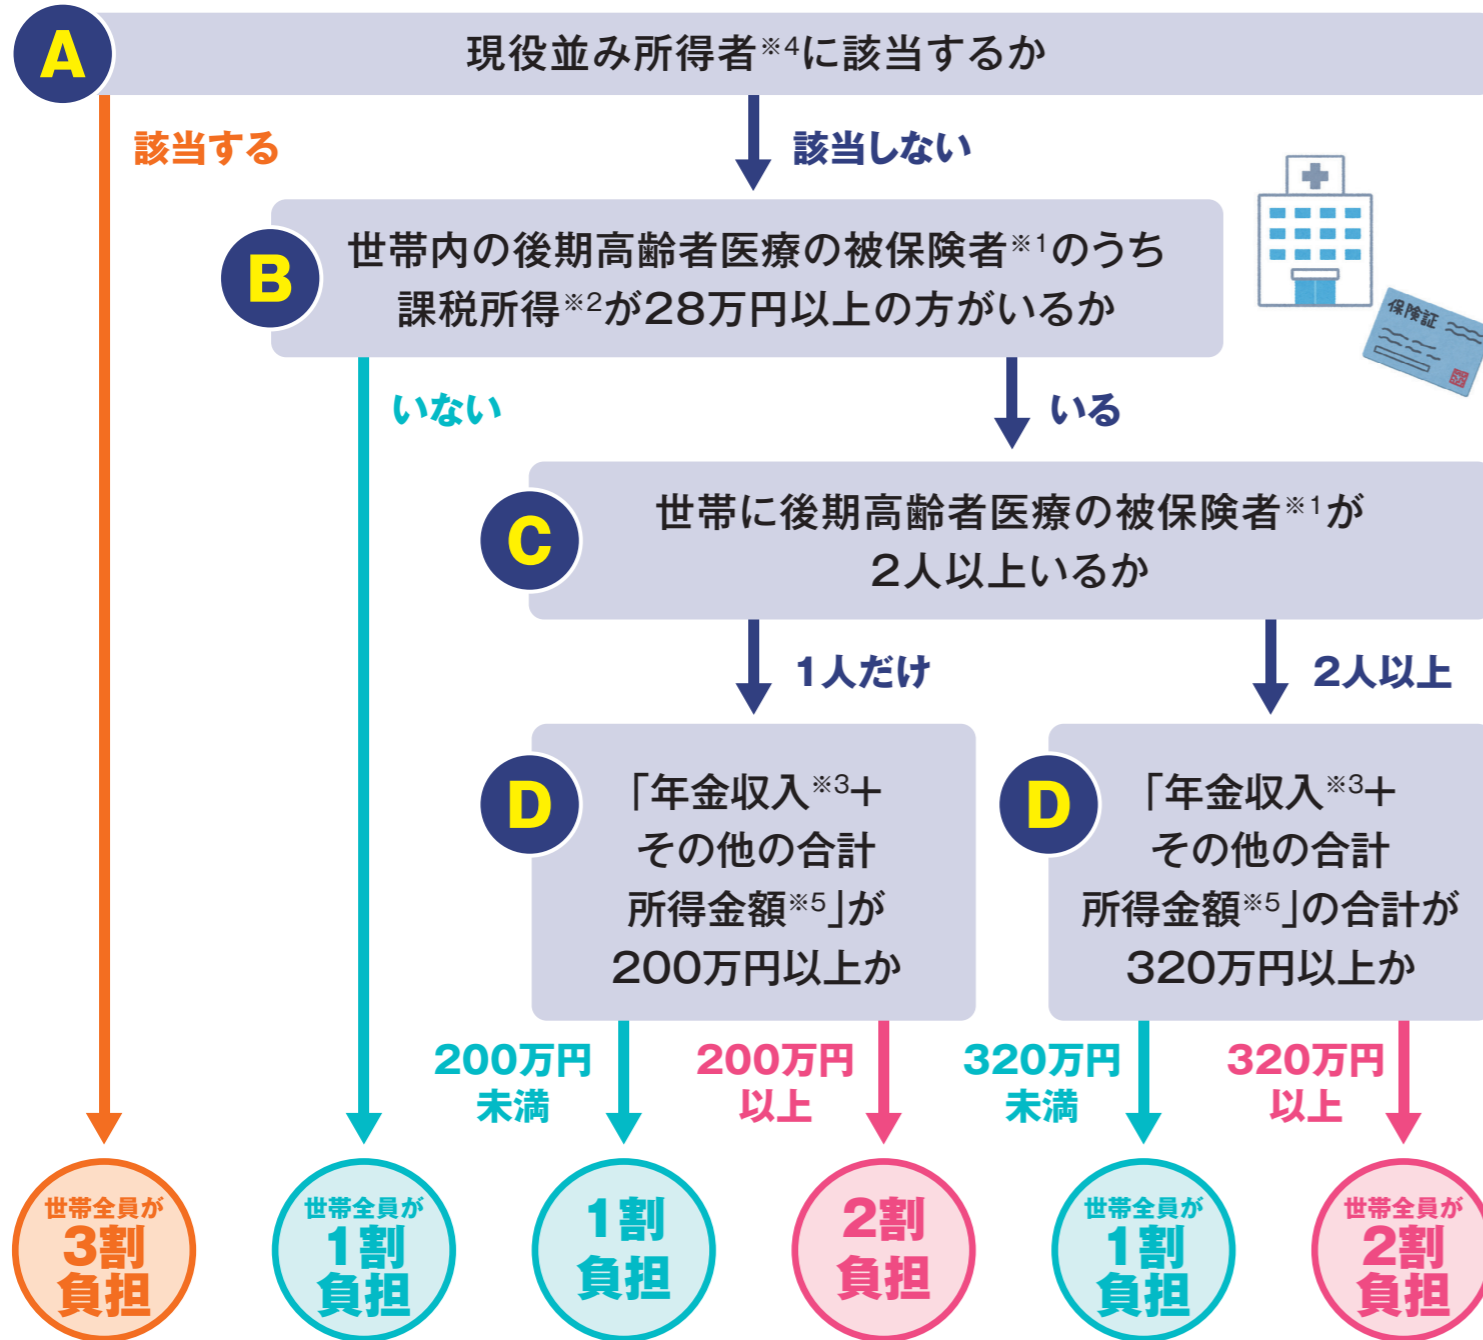 A
現役並み所得者※4に該当するか
該当する
該当しない
B
世帯内の後期高齢者医療の被保険者※1のうち
課税所得※2が28万円以上の方がいるか
保険証
いない
いる
C
世帯に後期高齢者医療の被保険者※1が
2人以上いるか
1人だけ
2人以上
D
「年金収入※3＋
その他の合計
所得金額※5」が
200万円以上か
D
「年金収入※3＋
その他の合計
所得金額※5」の合計が
320万円以上か
200万円
未満
200万円
以上
320万円
未満
320万円
以上
世帯全員が
3割
負担
世帯全員が
1割
負担
1割
負担
2割
負担
世帯全員が
1割
負担
世帯全員が
2割
負担